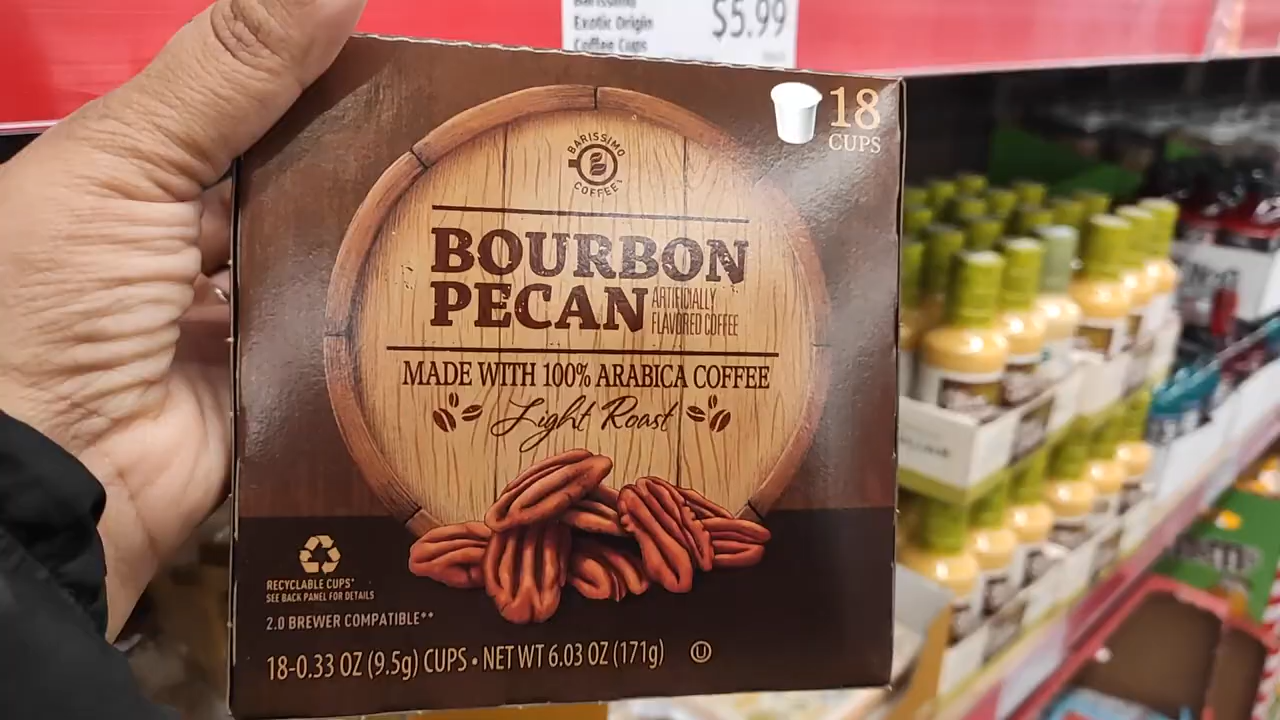 Barissimo
Exotic Origin
Coffee Cups
$5.99
18
CUPS
BARISSIMO
COFFEE
BOURBON
PECAN
ARTIFICIALLY
FLAVORED COFFEE
MADE WITH 100% ARABICA COFFEE
Light Roast
RECYCLABLE CUPS*
SEE BACK PANEL FOR DETAILS
2.0 BREWER COMPATIBLE**
18-0.33 OZ (9.5g) CUPS • NET WT 6.03 OZ (171g)
U